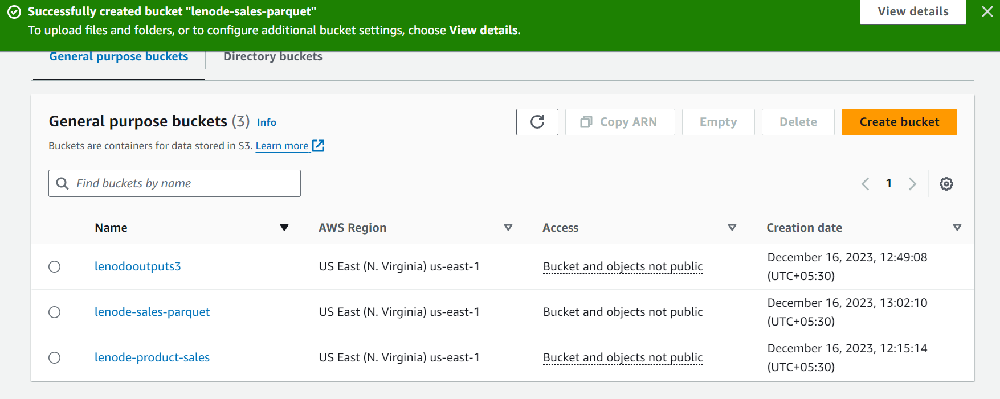 Successfully created bucket "lenode-sales-parquet"
View details
To upload files and folders, or to configure additional bucket settings, choose View details.
General purpose buckets
Directory buckets
General purpose buckets (3) Info
Copy ARN
Empty
Delete
Create bucket
Buckets are containers for data stored in S3. Learn more
Find buckets by name
1
Name
AWS Region
Access
Creation date
lenodooutputs3
US East (N. Virginia) us-east-1
Bucket and objects not public
December 16, 2023, 12:49:08
(UTC+05:30)
lenode-sales-parquet
US East (N. Virginia) us-east-1
Bucket and objects not public
December 16, 2023, 13:02:10
(UTC+05:30)
lenode-product-sales
US East (N. Virginia) us-east-1
Bucket and objects not public
December 16, 2023, 12:15:14
(UTC+05:30)